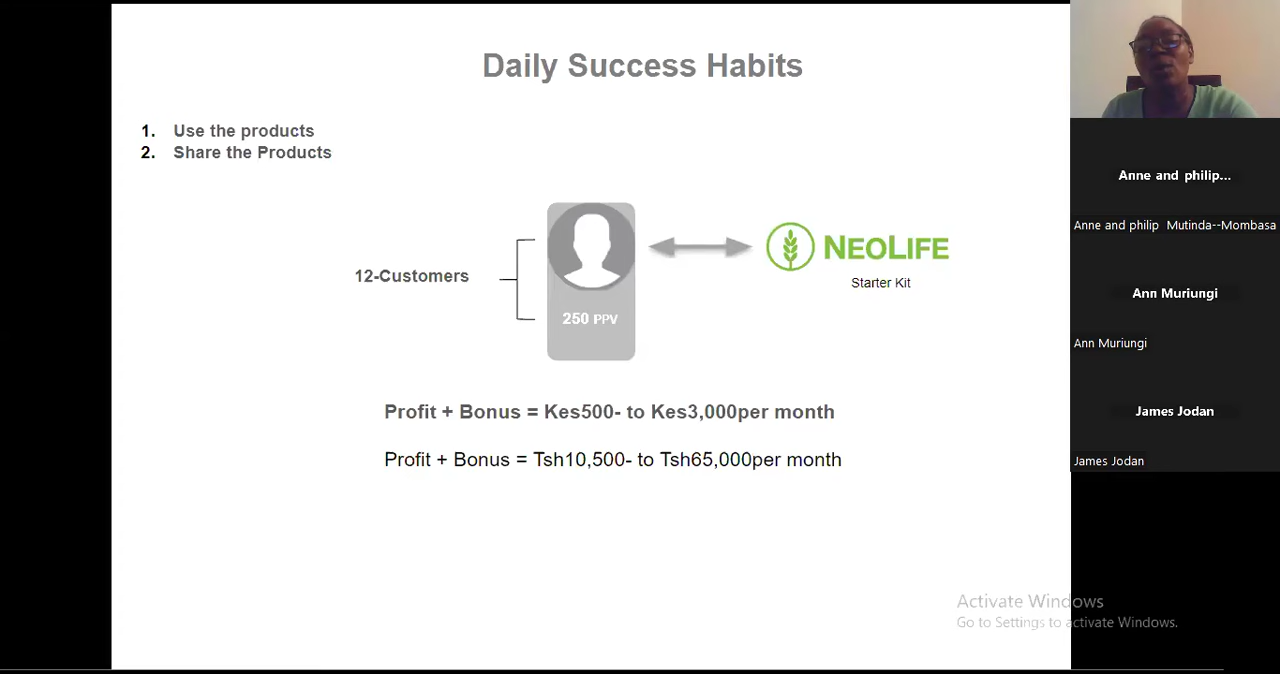 Daily Success Habits
1. Use the products
2. Share the Products
12-Customers
250 PPV
NEOLIFE
Starter Kit
Profit + Bonus = Kes500- to Kes3,000per month
Profit + Bonus = Tsh10,500- to Tsh65,000per month
Anne and philip...
Anne and philip Mutinda--Mombasa
Ann Muriungi
Ann Muriungi
James Jodan
James Jodan
Activate Windows
Go to Settings to activate Windows.